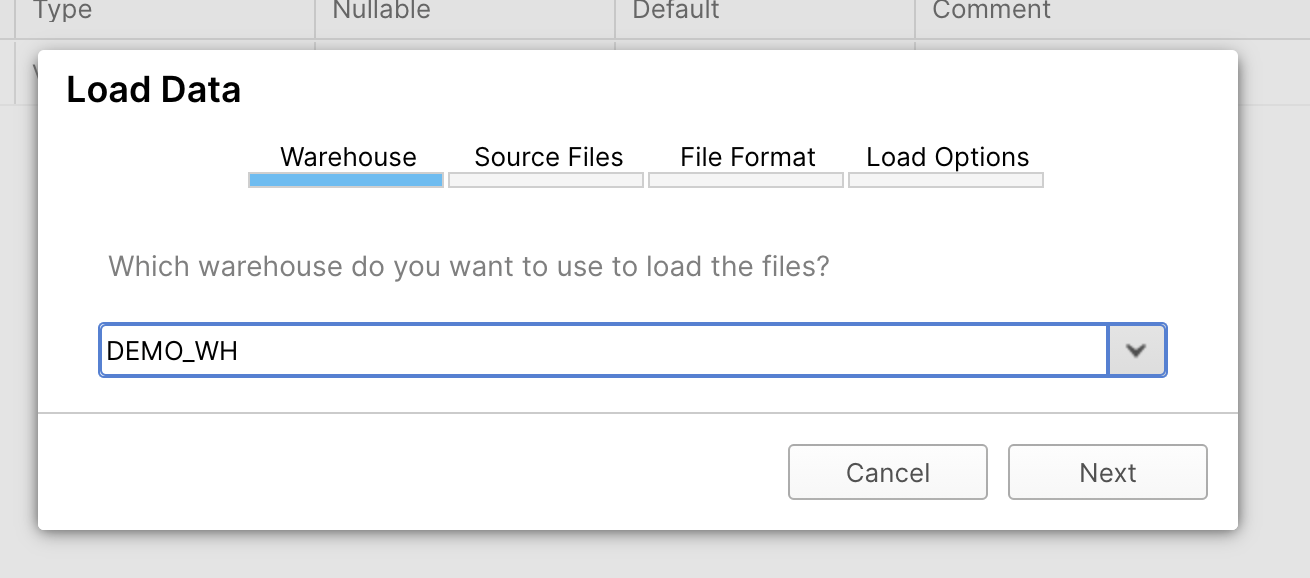 Type Nullable Default Comment
Load Data
Warehouse Source Files File Format Load Options
Which warehouse do you want to use to load the files?
DEMO_WH
Cancel Next